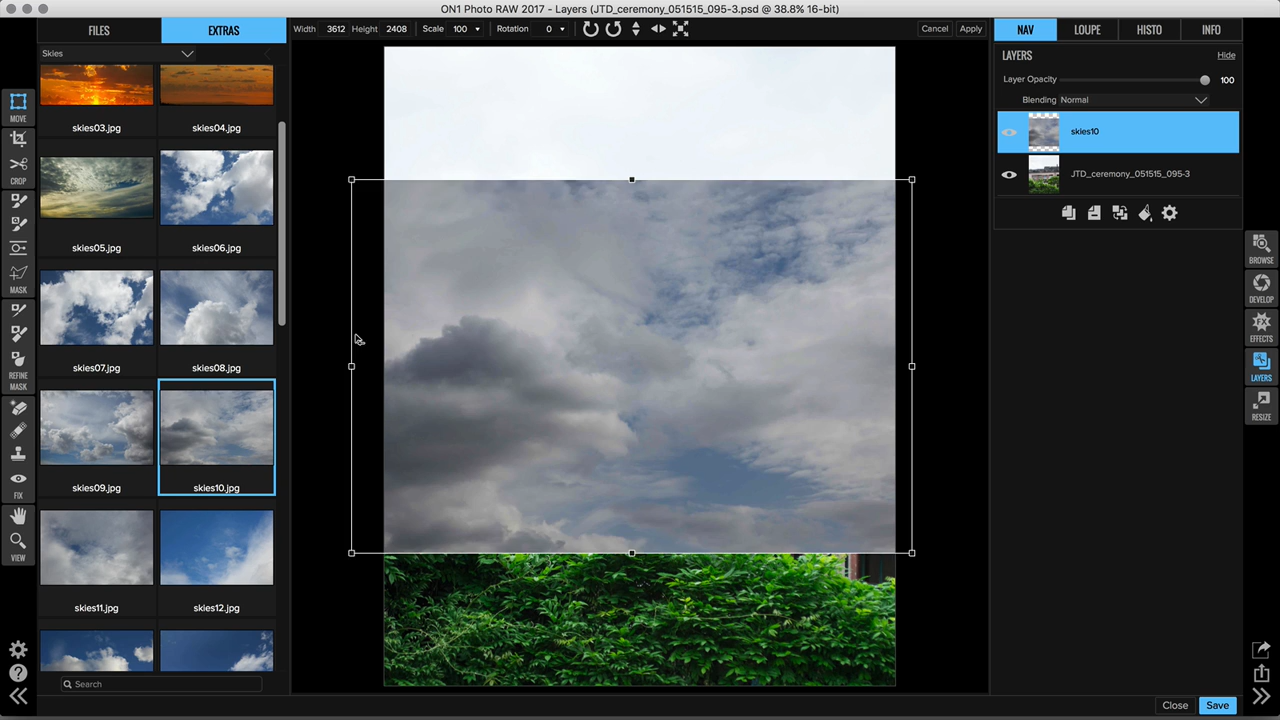 ON1 Photo RAW 2017 - Layers (JTD_ceremony_051515_095-3.psd @ 38.8% 16-bit)
FILES
EXTRAS
Width 3612 Height 2408 Scale 100 Rotation 0
Cancel
Apply
NAV
LOUPE
HISTO
INFO
Skies
LAYERS
Hide
Layer Opacity 100
Blending Normal
skies10
JTD_ceremony_051515_095-3
skies03.jpg
skies04.jpg
skies05.jpg
skies06.jpg
skies07.jpg
skies08.jpg
skies09.jpg
skies10.jpg
skies11.jpg
skies12.jpg
Search
MOVE
CROP
MASK
REFINE
MASK
FIX
VIEW
BROWSE
DEVELOP
FX
EFFECTS
LAYERS
RESIZE
Close
Save